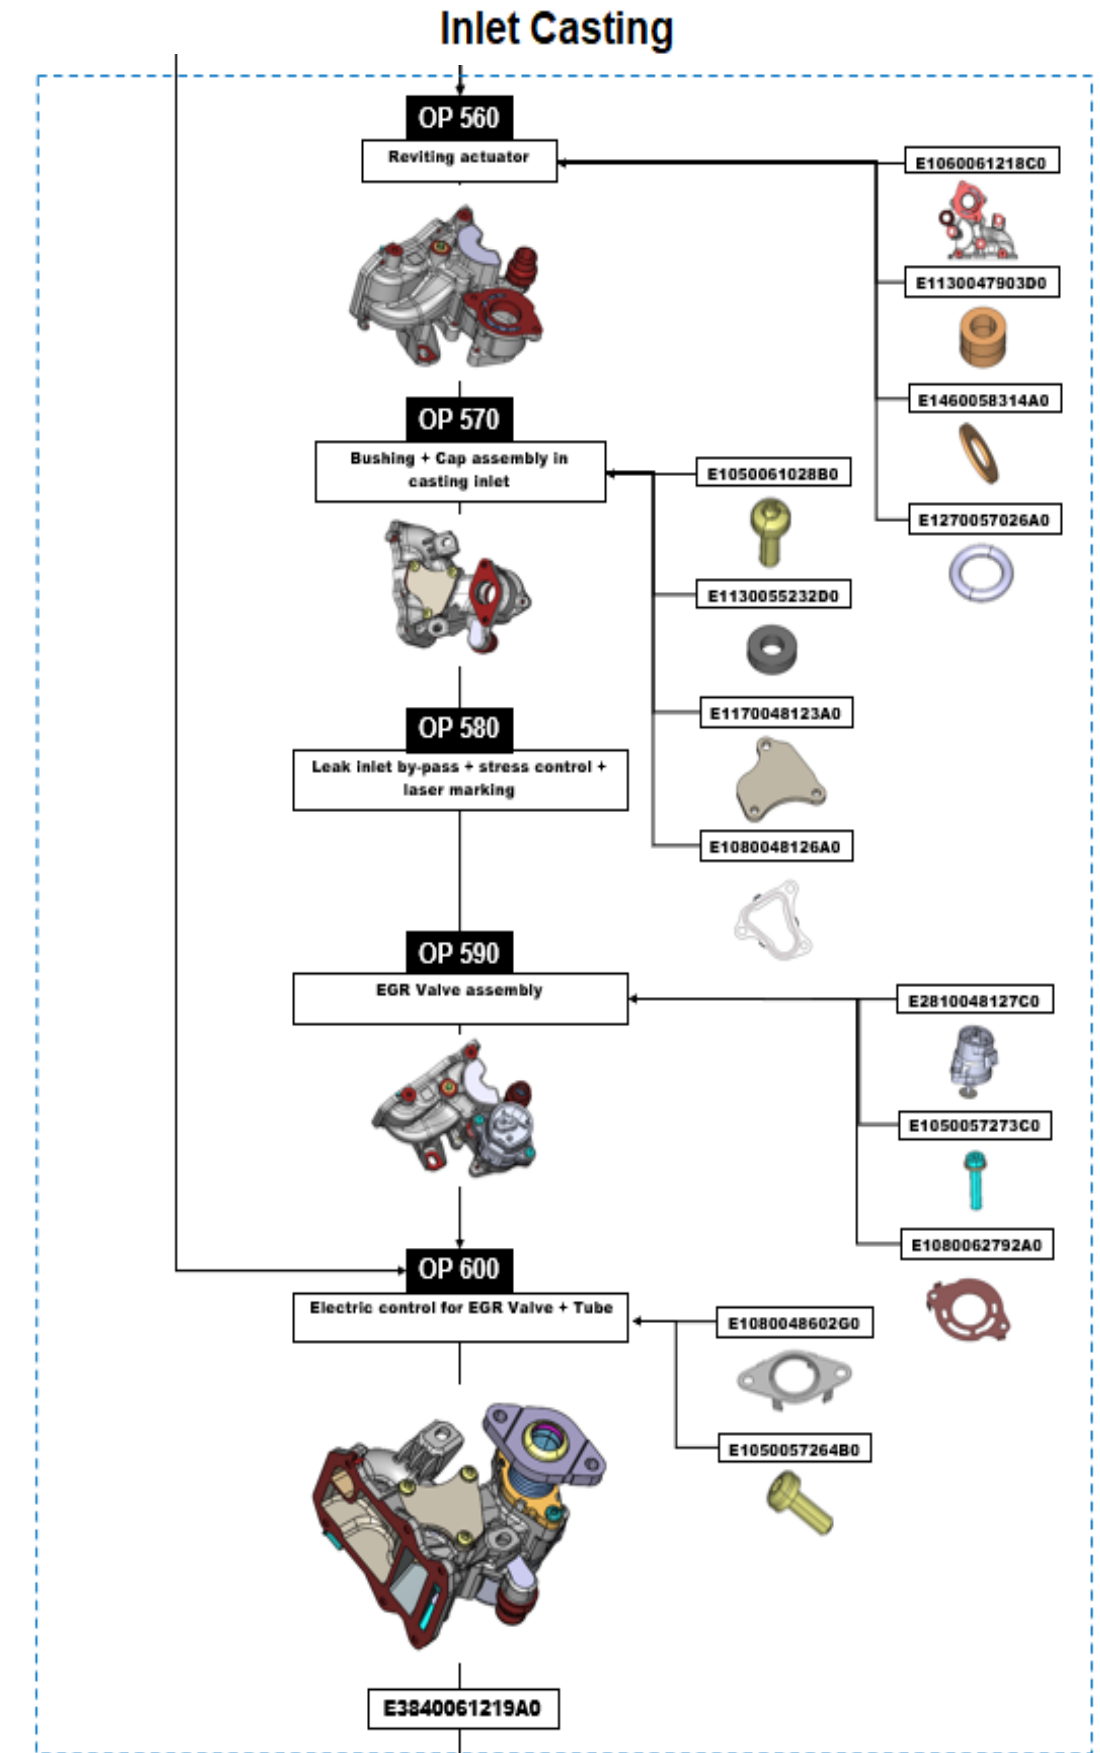 Inlet Casting
OP 560
Reviting actuator
E1060061218C0
E1130047903D0
E1460058314A0
E1270057026A0
OP 570
Bushing + Cap assembly in
casting inlet
E1050061028B0
E1130055232D0
E1170048123A0
E1080048126A0
OP 580
Leak inlet by-pass + stress control +
laser marking
OP 590
EGR Valve assembly
E2810048127C0
E1050057273C0
E1080062792A0
OP 600
Electric control for EGR Valve + Tube
E1080048602G0
E1050057264B0
E3840061219A0